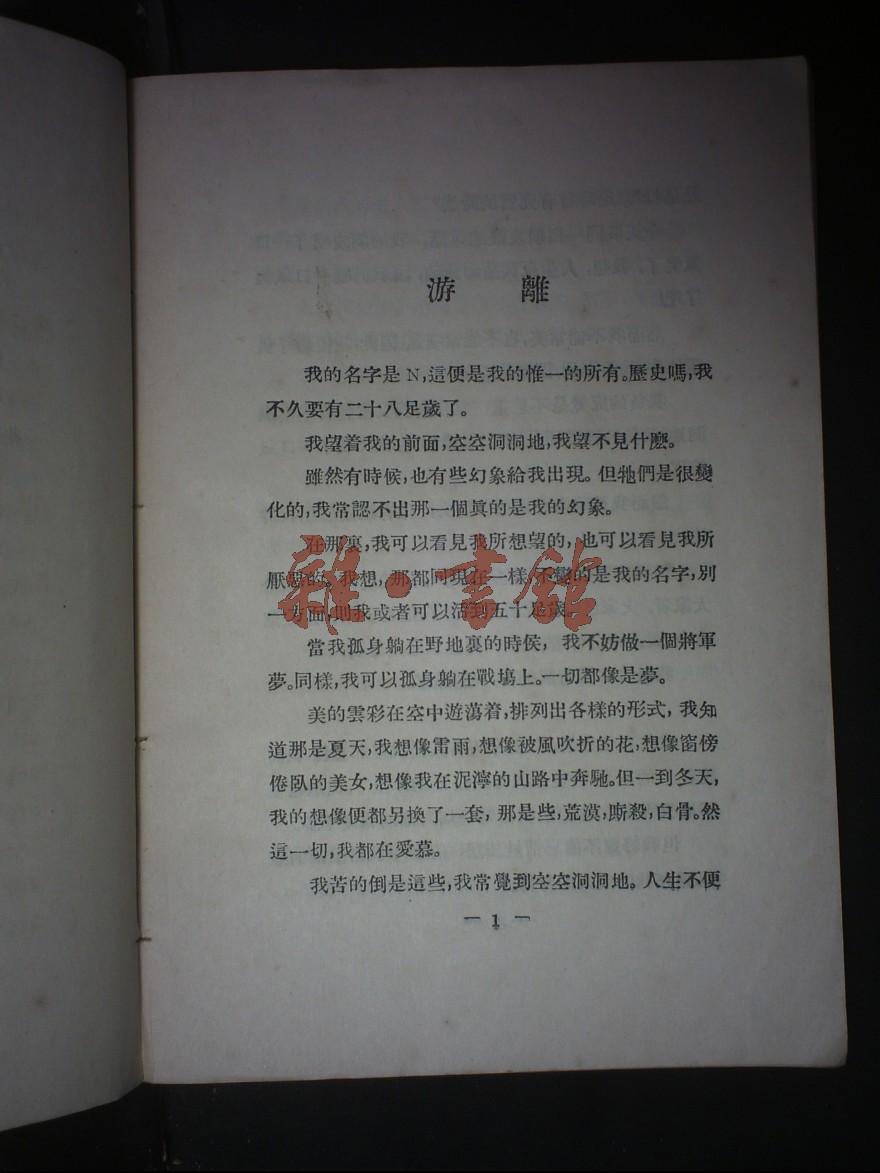 游離
我的名字是 N,這便是我的惟一的所有。歷史嗎,我
不久要有二十八足歲了。
我望着我的前面,空空洞洞地,我望不見什麽。
雖然有時候,也有些幻象給我出現。但牠們是很變
化的,我常認不出那一個眞的是我的幻象。
在那裏,我可以看見我所想望的,也可以看見我所
厭惡的。我想,那都同現在一樣,不變的是我的名字,別
一方面,則我或者可以活到五十足歲。
當我孤身躺在野地裏的時侯,我不妨做一個將軍
夢。同樣,我可以孤身躺在戰塲上。一切都像是夢。
美的雲彩在空中遊蕩着,排列出各樣的形式,我知
道那是夏天,我想像雷雨,想像被風吹折的花,想像窗傍
倦臥的美女,想像我在泥濘的山路中奔馳。但一到冬天,
我的想像便都另換了一套,那是些,荒漠,厮殺,白骨。然
這一切,我都在愛慕。
我苦的倒是這些,我常覺到空空洞洞地。人生不便
— 1 —
雜·書館